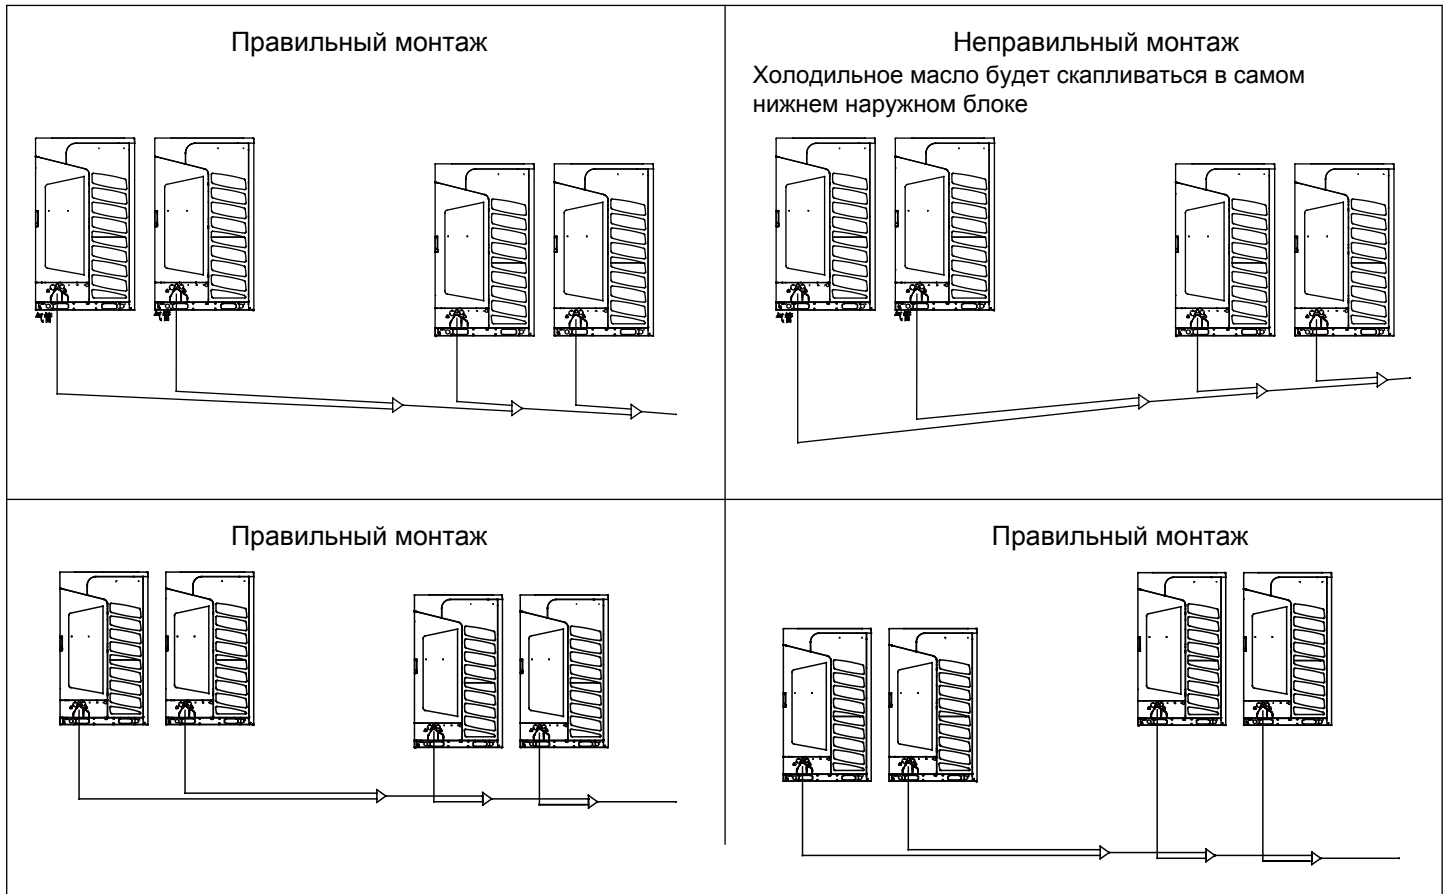 Правильный монтаж
Неправильный монтаж
Холодильное масло будет скапливаться в самом
нижнем наружном блоке
Правильный монтаж
Правильный монтаж